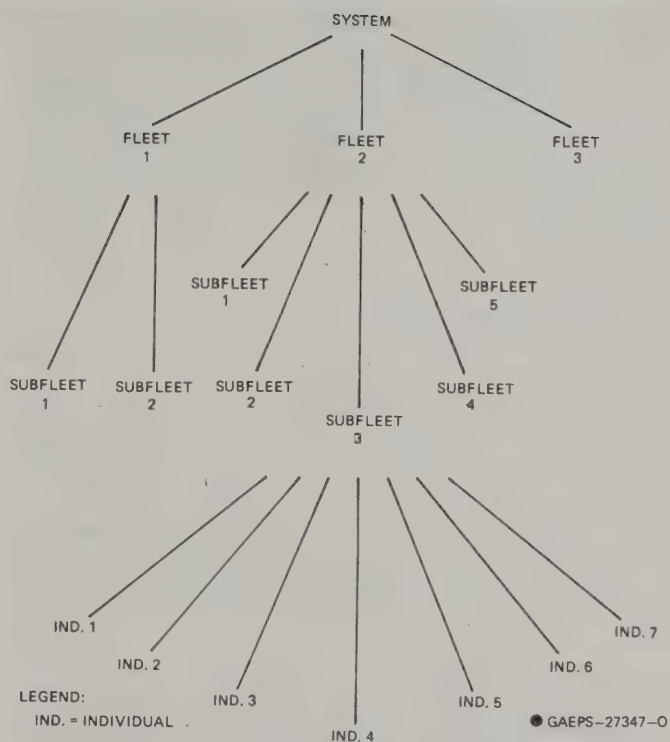 SYSTEM
FLEET
1
FLEET
2
FLEET
3
SUBFLEET
1
SUBFLEET
5
SUBFLEET
1
SUBFLEET
2
SUBFLEET
2
SUBFLEET
4
SUBFLEET
3
IND. 1
IND. 2
IND. 3
IND. 4
IND. 5
IND. 6
IND. 7
LEGEND:
IND. = INDIVIDUAL
GAEPS-27347-O